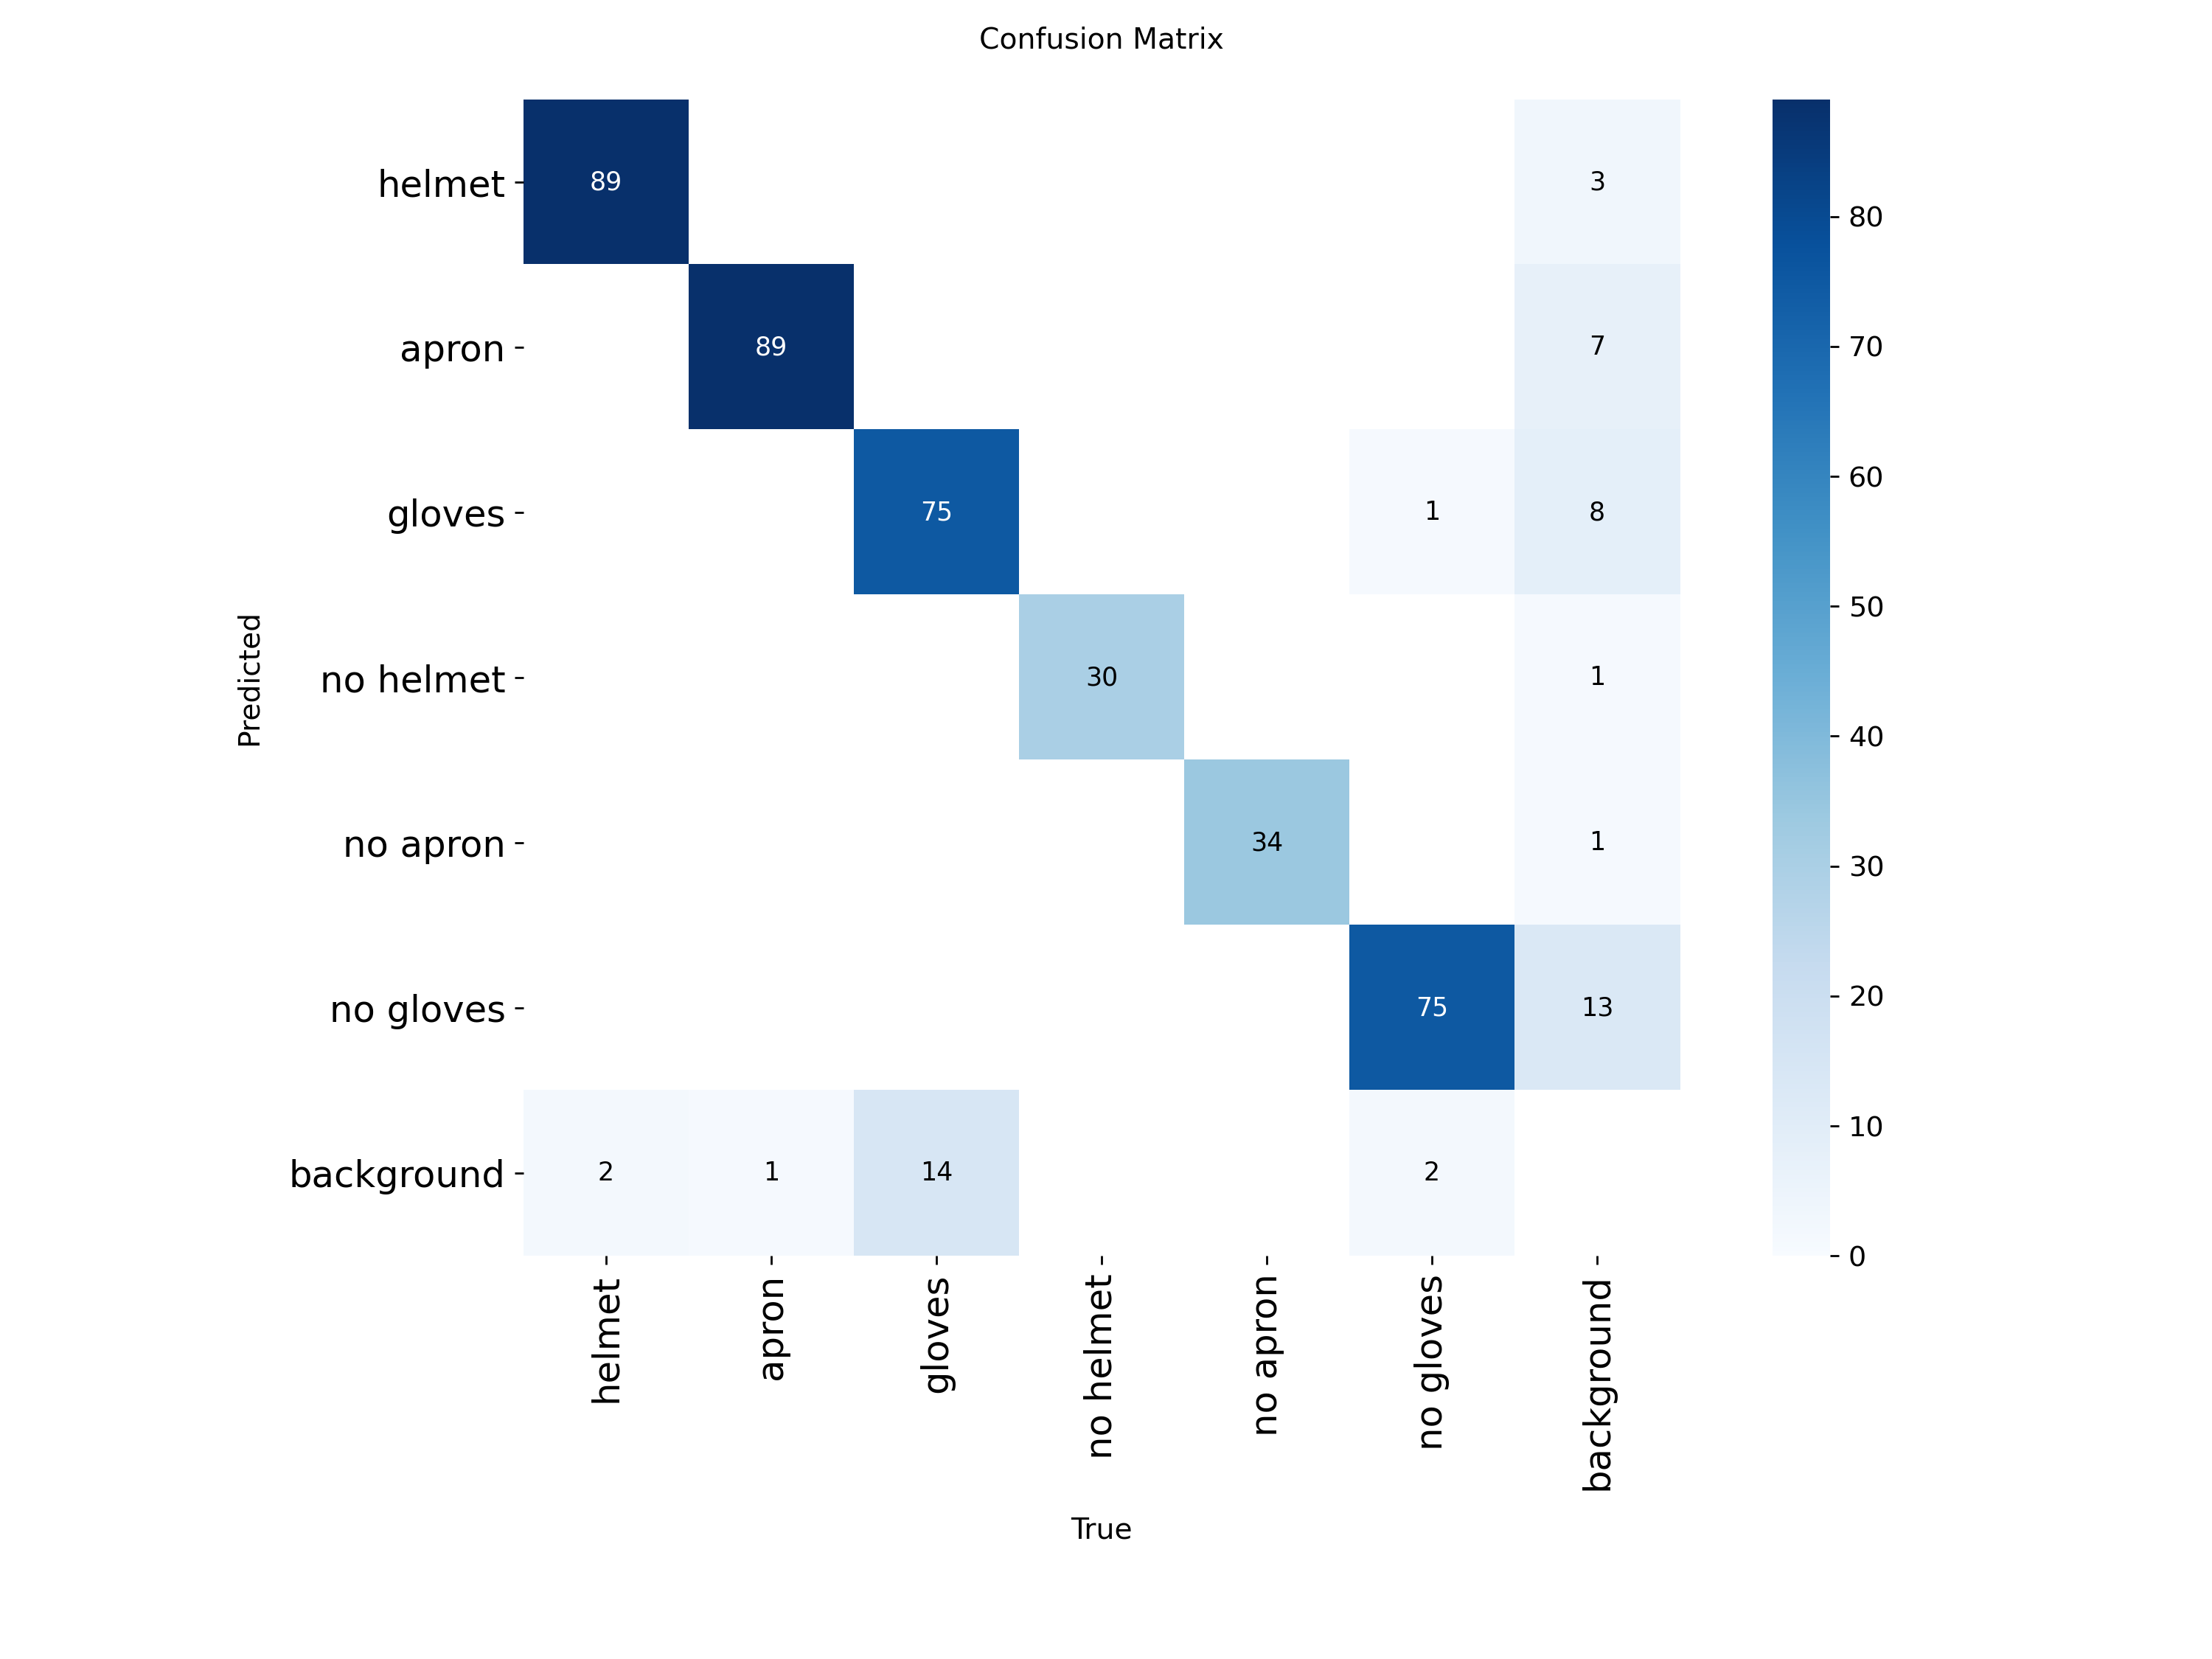 Confusion Matrix
helmet 89 3
apron 89 7
gloves 75 1 8
no helmet 30 1
no apron 34 1
no gloves 75 13
background 2 1 14 2
helmet apron gloves no helmet no apron no gloves background
True
Predicted
80
70
60
50
40
30
20
10
0